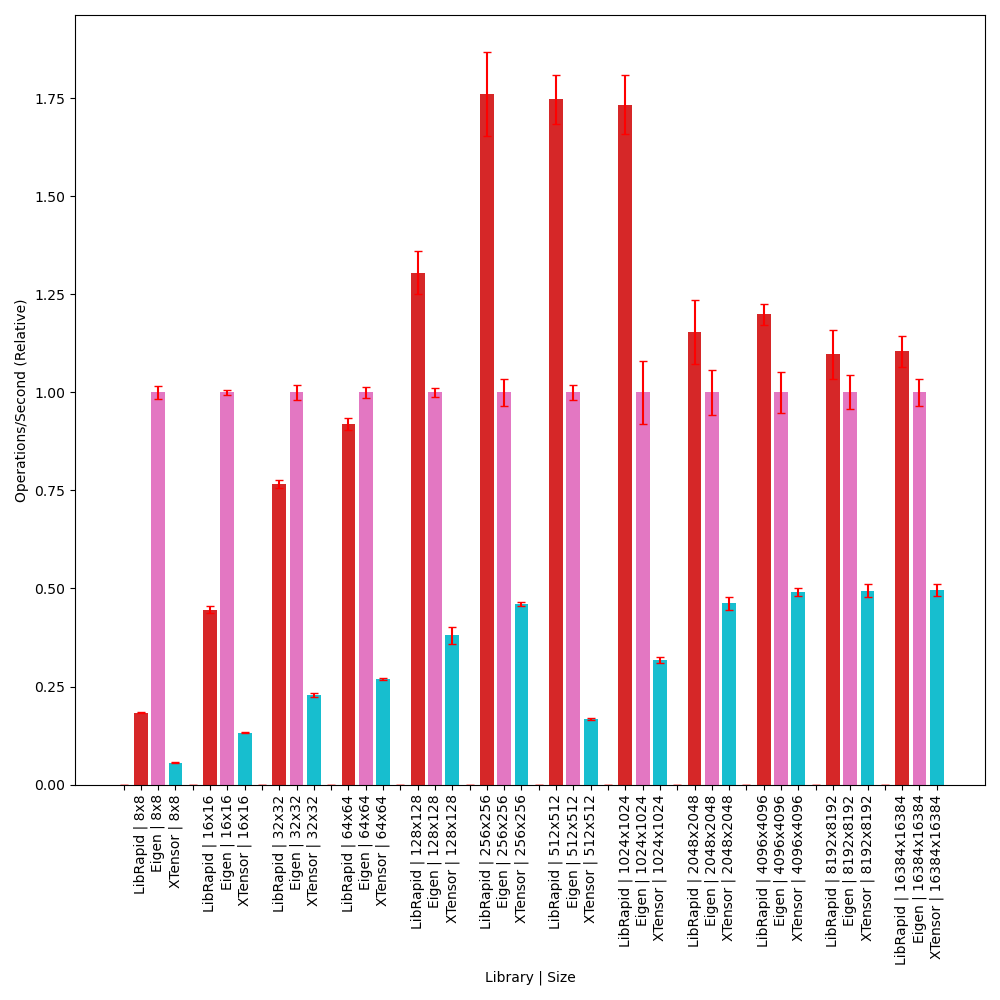 1.75
1.50
1.25
1.00
0.75
0.50
0.25
0.00
Operations/Second (Relative)
LibRapid | 8x8
Eigen | 8x8
XTensor | 8x8
LibRapid | 16x16
Eigen | 16x16
XTensor | 16x16
LibRapid | 32x32
Eigen | 32x32
XTensor | 32x32
LibRapid | 64x64
Eigen | 64x64
XTensor | 64x64
LibRapid | 128x128
Eigen | 128x128
XTensor | 128x128
LibRapid | 256x256
Eigen | 256x256
XTensor | 256x256
LibRapid | 512x512
Eigen | 512x512
XTensor | 512x512
LibRapid | 1024x1024
Eigen | 1024x1024
XTensor | 1024x1024
LibRapid | 2048x2048
Eigen | 2048x2048
XTensor | 2048x2048
LibRapid | 4096x4096
Eigen | 4096x4096
XTensor | 4096x4096
LibRapid | 8192x8192
Eigen | 8192x8192
XTensor | 8192x8192
LibRapid | 16384x16384
Eigen | 16384x16384
XTensor | 16384x16384
Library | Size